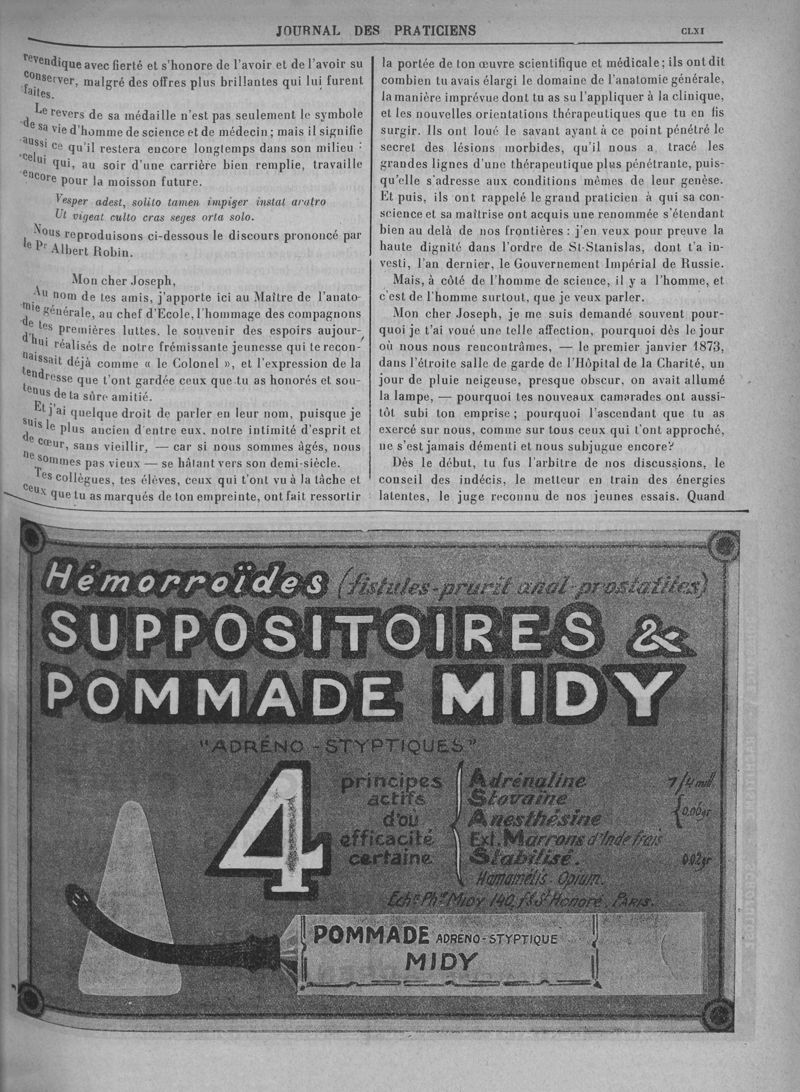 JOURNAL DES PRATICIENS
CLXI
revendique avec fierté et s'honore de l'avoir et de l'avoir su
conserver, malgré des offres plus brillantes qui lui furent
faites.
Le revers de sa médaille n'est pas seulement le symbole
de sa vie d'homme de science et de médecin ; mais il signifie
aussi ce qu'il restera encore longtemps dans son milieu :
celui qui, au soir d'une carrière bien remplie, travaille
encore pour la moisson future.
Vesper adest, solito tamen impiger instat aratro
Ut vigeat culto cras seges orta solo.
Nous reproduisons ci-dessous le discours prononcé par
le Pr Albert Robin.
Mon cher Joseph,
Au nom de tes amis, j'apporte ici au Maître de l'anato-
mie générale, au chef d'Ecole, l'hommage des compagnons
de tes premières luttes, le souvenir des espoirs aujour-
d'hui réalisés de notre frémissante jeunesse qui te recon-
naissait déjà comme « le Colonel », et l'expression de la
tendresse que t'ont gardée ceux que tu as honorés et sou-
tenus de ta sûre amitié.
Et j'ai quelque droit de parler en leur nom, puisque je
suis le plus ancien d'entre eux, notre intimité d'esprit et
de cœur, sans vieillir, — car si nous sommes âgés, nous
ne sommes pas vieux — se hâtant vers son demi-siècle.
Tes collègues, tes élèves, ceux qui t'ont vu à la tâche et
ceux que tu as marqués de ton empreinte, ont fait ressortir
la portée de ton œuvre scientifique et médicale ; ils ont dit
combien tu avais élargi le domaine de l'anatomie générale,
la manière imprévue dont tu as su l'appliquer à la clinique,
et les nouvelles orientations thérapeutiques que tu en fis
surgir. Ils ont loué le savant ayant à ce point pénétré le
secret des lésions morbides, qu'il nous a tracé les
grandes lignes d'une thérapeutique plus pénétrante, puis-
qu'elle s'adresse aux conditions mêmes de leur genèse.
Et puis, ils ont rappelé le grand praticien à qui sa con-
science et sa maîtrise ont acquis une renommée s'étendant
bien au delà de nos frontières : j'en veux pour preuve la
haute dignité dans l'ordre de St-Stanislas, dont t'a in-
vesti, l'an dernier, le Gouvernement Impérial de Russie.
Mais, à côté de l'homme de science, il y a l'homme, et
c'est de l'homme surtout, que je veux parler.
Mon cher Joseph, je me suis demandé souvent pour-
quoi je t'ai voué une telle affection, pourquoi dès le jour
où nous nous rencontrâmes, — le premier janvier 1873,
dans l'étroite salle de garde de l'Hôpital de la Charité, un
jour de pluie neigeuse, presque obscur, on avait allumé
la lampe, — pourquoi tes nouveaux camarades ont aussi-
tôt subi ton emprise ; pourquoi l'ascendant que tu as
exercé sur nous, comme sur tous ceux qui t'ont approché,
ne s'est jamais démenti et nous subjugue encore?
Dès le début, tu fus l'arbitre de nos discussions, le
conseil des indécis, le metteur en train des énergies
latentes, le juge reconnu de nos jeunes essais. Quand
Hémorroïdes (fistules-prurit anal-prostatites)
SUPPOSITOIRES &
POMMADE MIDY
"ADRÉNO-STYPTIQUES"
4 principes actifs d'où efficacité certaine
Adrénaline 1/4 mill.
Stovaïne
Anesthésine 0.05gr
Ext. Marrons d'Inde frais
Stabilisé. 0.02gr
Hamamélis. Opium.
Echs Phie MIDY 140, f. S. St Honoré. PARIS.
POMMADE ADRÉNO-STYPTIQUE
MIDY